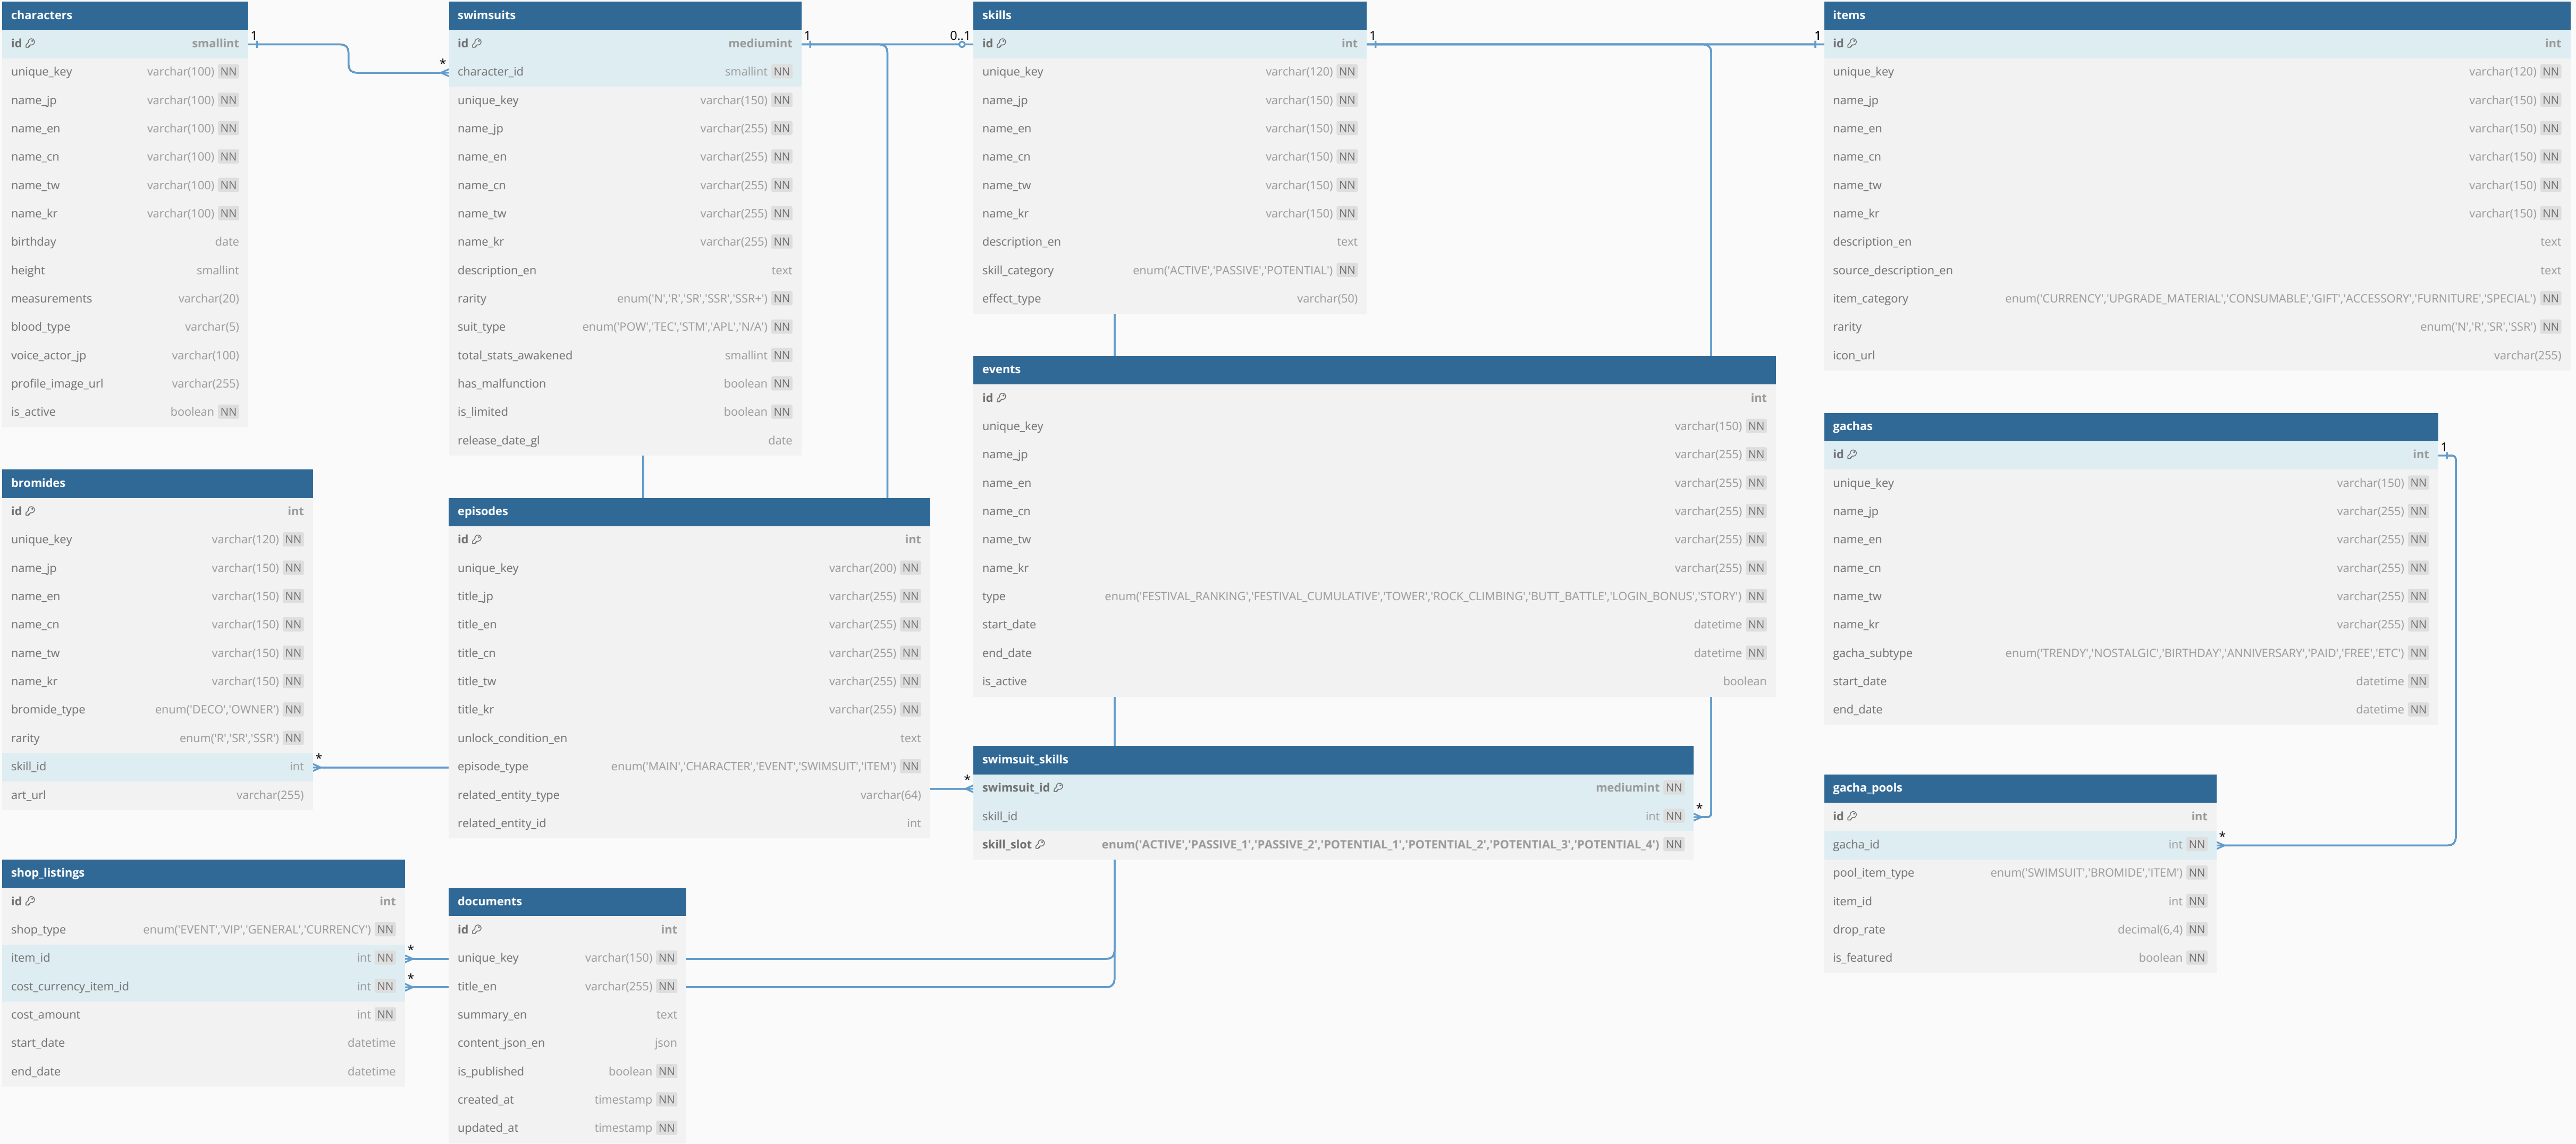 characters
id smallint
unique_key varchar(100) NN
name_jp varchar(100) NN
name_en varchar(100) NN
name_cn varchar(100) NN
name_tw varchar(100) NN
name_kr varchar(100) NN
birthday date
height smallint
measurements varchar(20)
blood_type varchar(5)
voice_actor_jp varchar(100)
profile_image_url varchar(255)
is_active boolean NN
1
*
swimsuits
id mediumint
character_id smallint NN
unique_key varchar(150) NN
name_jp varchar(255) NN
name_en varchar(255) NN
name_cn varchar(255) NN
name_tw varchar(255) NN
name_kr varchar(255) NN
description_en text
rarity enum('N','R','SR','SSR','SSR+') NN
suit_type enum('POW','TEC','STM','APL','N/A') NN
total_stats_awakened smallint NN
has_malfunction boolean NN
is_limited boolean NN
release_date_gl date
1
0..1
skills
id int
unique_key varchar(120) NN
name_jp varchar(150) NN
name_en varchar(150) NN
name_cn varchar(150) NN
name_tw varchar(150) NN
name_kr varchar(150) NN
description_en text
skill_category enum('ACTIVE','PASSIVE','POTENTIAL') NN
effect_type varchar(50)
1
1
items
id int
unique_key varchar(120) NN
name_jp varchar(150) NN
name_en varchar(150) NN
name_cn varchar(150) NN
name_tw varchar(150) NN
name_kr varchar(150) NN
description_en text
source_description_en text
item_category enum('CURRENCY','UPGRADE_MATERIAL','CONSUMABLE','GIFT','ACCESSORY','FURNITURE','SPECIAL') NN
rarity enum('N','R','SR','SSR') NN
icon_url varchar(255)
bromides
id int
unique_key varchar(120) NN
name_jp varchar(150) NN
name_en varchar(150) NN
name_cn varchar(150) NN
name_tw varchar(150) NN
name_kr varchar(150) NN
bromide_type enum('DECO','OWNER') NN
rarity enum('R','SR','SSR') NN
skill_id int
art_url varchar(255)
*
episodes
id int
unique_key varchar(200) NN
title_jp varchar(255) NN
title_en varchar(255) NN
title_cn varchar(255) NN
title_tw varchar(255) NN
title_kr varchar(255) NN
unlock_condition_en text
episode_type enum('MAIN','CHARACTER','EVENT','SWIMSUIT','ITEM') NN
related_entity_type varchar(64)
related_entity_id int
*
events
id int
unique_key varchar(150) NN
name_jp varchar(255) NN
name_en varchar(255) NN
name_cn varchar(255) NN
name_tw varchar(255) NN
name_kr varchar(255) NN
type enum('FESTIVAL_RANKING','FESTIVAL_CUMULATIVE','TOWER','ROCK_CLIMBING','BUTT_BATTLE','LOGIN_BONUS','STORY') NN
start_date datetime NN
end_date datetime NN
is_active boolean
gachas
id int
unique_key varchar(150) NN
name_jp varchar(255) NN
name_en varchar(255) NN
name_cn varchar(255) NN
name_tw varchar(255) NN
name_kr varchar(255) NN
gacha_subtype enum('TRENDY','NOSTALGIC','BIRTHDAY','ANNIVERSARY','PAID','FREE','ETC') NN
start_date datetime NN
end_date datetime NN
1
swimsuit_skills
swimsuit_id mediumint NN
skill_id int NN
skill_slot enum('ACTIVE','PASSIVE_1','PASSIVE_2','POTENTIAL_1','POTENTIAL_2','POTENTIAL_3','POTENTIAL_4') NN
*
gacha_pools
id int
gacha_id int NN
pool_item_type enum('SWIMSUIT','BROMIDE','ITEM') NN
item_id int NN
drop_rate decimal(6,4) NN
is_featured boolean NN
*
shop_listings
id int
shop_type enum('EVENT','VIP','GENERAL','CURRENCY') NN
item_id int NN
cost_currency_item_id int NN
cost_amount int NN
start_date datetime
end_date datetime
*
*
documents
id int
unique_key varchar(150) NN
title_en varchar(255) NN
summary_en text
content_json_en json
is_published boolean NN
created_at timestamp NN
updated_at timestamp NN